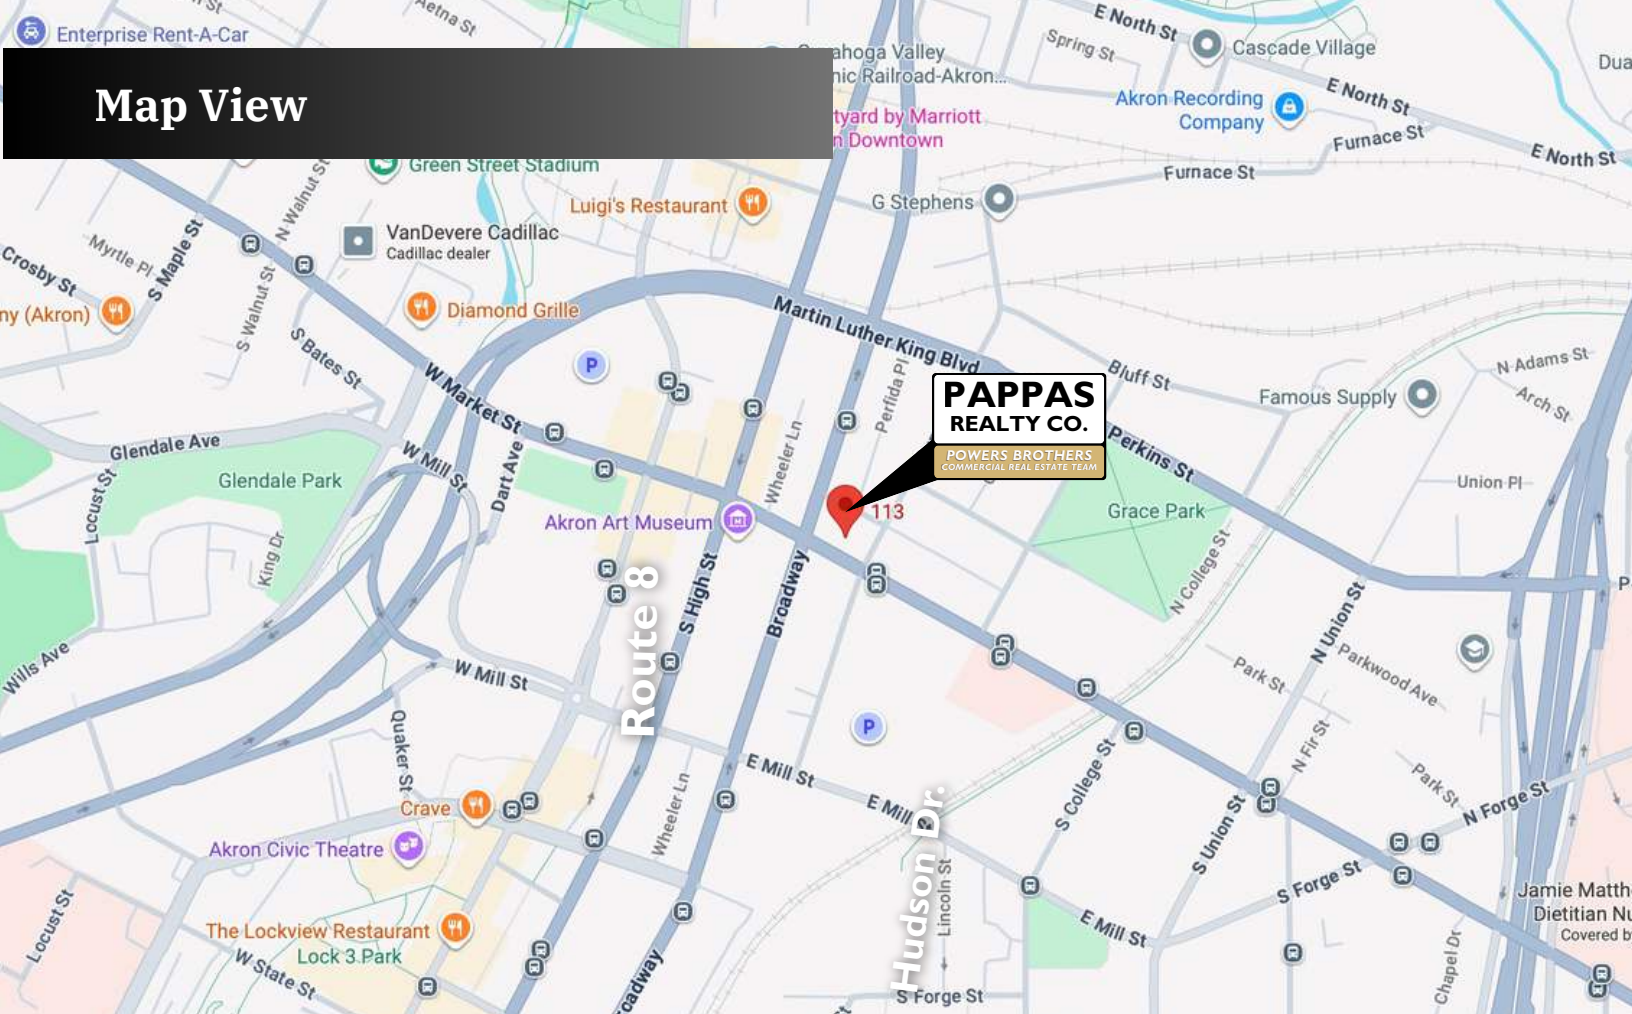 Aetna St
Enterprise Rent-A-Car
Map View
ahoga Valley
nic Railroad-Akron...
tyard by Marriott
n Downtown
E North St
Spring St
Cascade Village
Dua
Akron Recording
Company
E North St
Furnace St
E North St
Furnace St
Green Street Stadium
N Walnut St
Luigi's Restaurant
G Stephens
VanDevere Cadillac
Cadillac dealer
S Maple St
Myrtle Pl
Crosby St
ny (Akron)
S Walnut St
Diamond Grille
S Bates St
P
Martin Luther King Blvd
Perfida Pl
Bluff St
N Adams St
Arch St
Famous Supply
W Market St
PAPPAS
REALTY CO.
POWERS BROTHERS
COMMERCIAL REAL ESTATE TEAM
Perkins St
Glendale Ave
W Mill St
Dart Ave
Wheeler Ln
Glendale Park
Locust St
Union Pl
Akron Art Museum
113
Grace Park
King Dr
N College St
Route 8
S High St
Broadway
N Union St
P
Wills Ave
W Mill St
Park St
Parkwood Ave
Quaker St
P
N Fir St
E Mill St
S College St
Park St
N Forge St
Crave
Wheeler Ln
E Mill St
Hudson Dr.
Akron Civic Theatre
S Union St
Lincoln St
S Forge St
Jamie Matth
Dietitian Nu
Covered b
Locust St
The Lockview Restaurant
Lock 3 Park
E Mill St
W State St
oadway
Chapel Dr
S Forge St